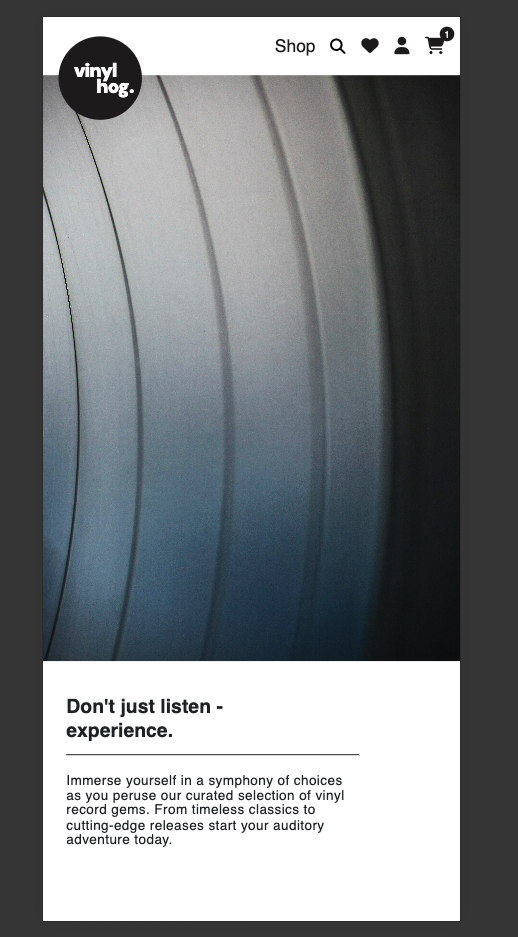 vinyl
hog.
Shop
1
Don't just listen -
experience.
Immerse yourself in a symphony of choices
as you peruse our curated selection of vinyl
record gems. From timeless classics to
cutting-edge releases start your auditory
adventure today.